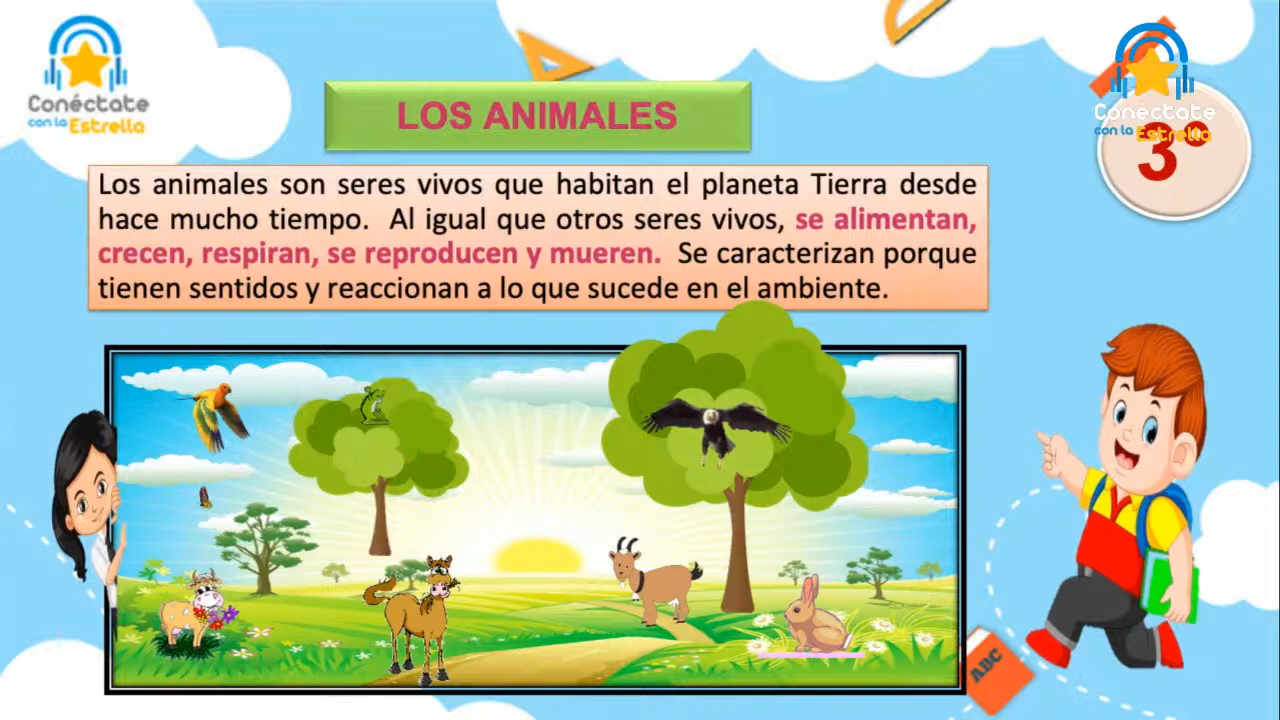 Conéctate
con la Estrella
LOS ANIMALES
Conéctate
con la Estrella
3°
Los animales son seres vivos que habitan el planeta Tierra desde
hace mucho tiempo. Al igual que otros seres vivos, se alimentan,
crecen, respiran, se reproducen y mueren. Se caracterizan porque
tienen sentidos y reaccionan a lo que sucede en el ambiente.
ABC